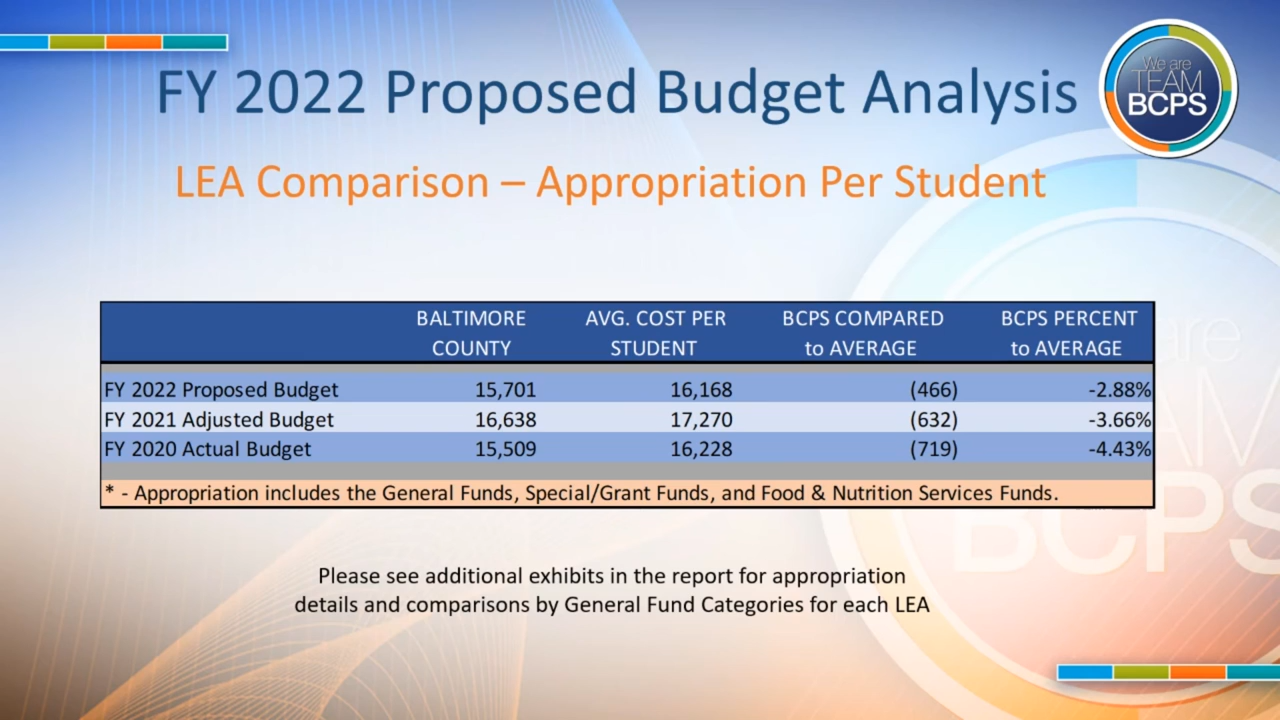 FY 2022 Proposed Budget Analysis
We are
TEAM
BCPS
LEA Comparison – Appropriation Per Student
BALTIMORE COUNTY AVG. COST PER STUDENT BCPS COMPARED to AVERAGE BCPS PERCENT to AVERAGE
FY 2022 Proposed Budget 15,701 16,168 (466) -2.88%
FY 2021 Adjusted Budget 16,638 17,270 (632) -3.66%
FY 2020 Actual Budget 15,509 16,228 (719) -4.43%
* - Appropriation includes the General Funds, Special/Grant Funds, and Food & Nutrition Services Funds.
Please see additional exhibits in the report for appropriation
details and comparisons by General Fund Categories for each LEA